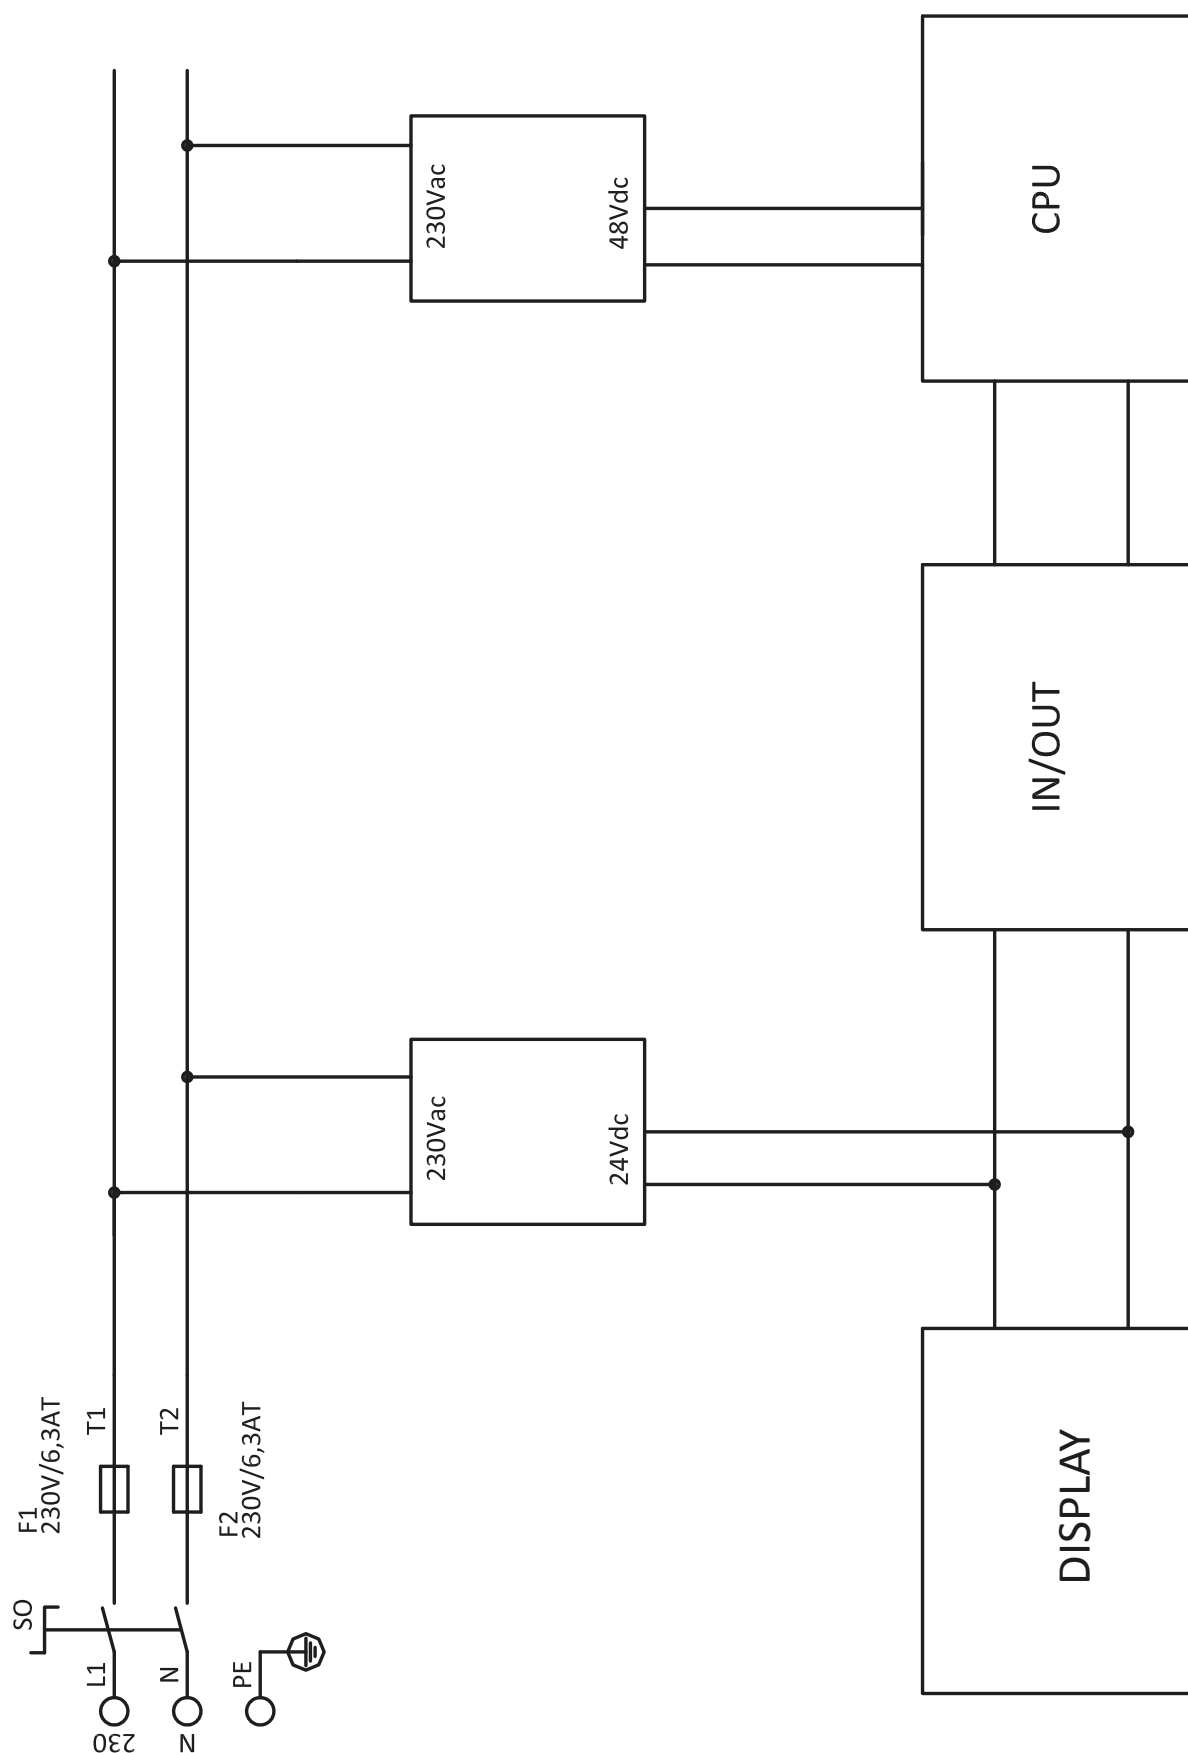 230
N
L1
N
PE
SO
F1
230V/6,3AT
F2
230V/6,3AT
T1
T2
230Vac
24Vdc
230Vac
48Vdc
DISPLAY
IN/OUT
CPU